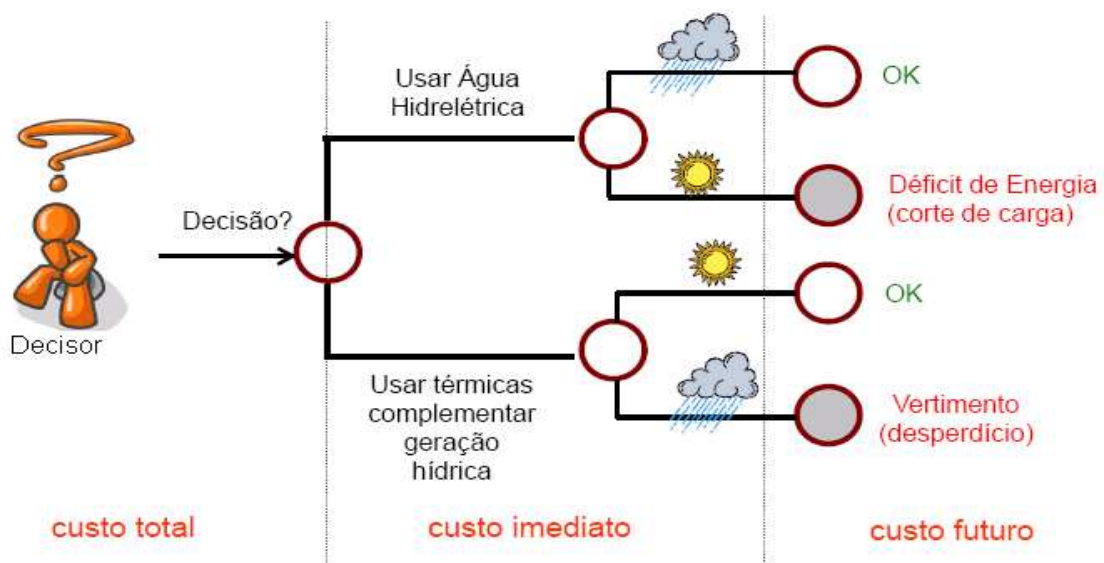 Usar Água
Hidrelétrica
OK
Déficit de Energia
(corte de carga)
Decisão?
OK
Decisor
Usar térmicas
complementar
geração
hídrica
Vertimento
(desperdício)
custo total
custo imediato
custo futuro